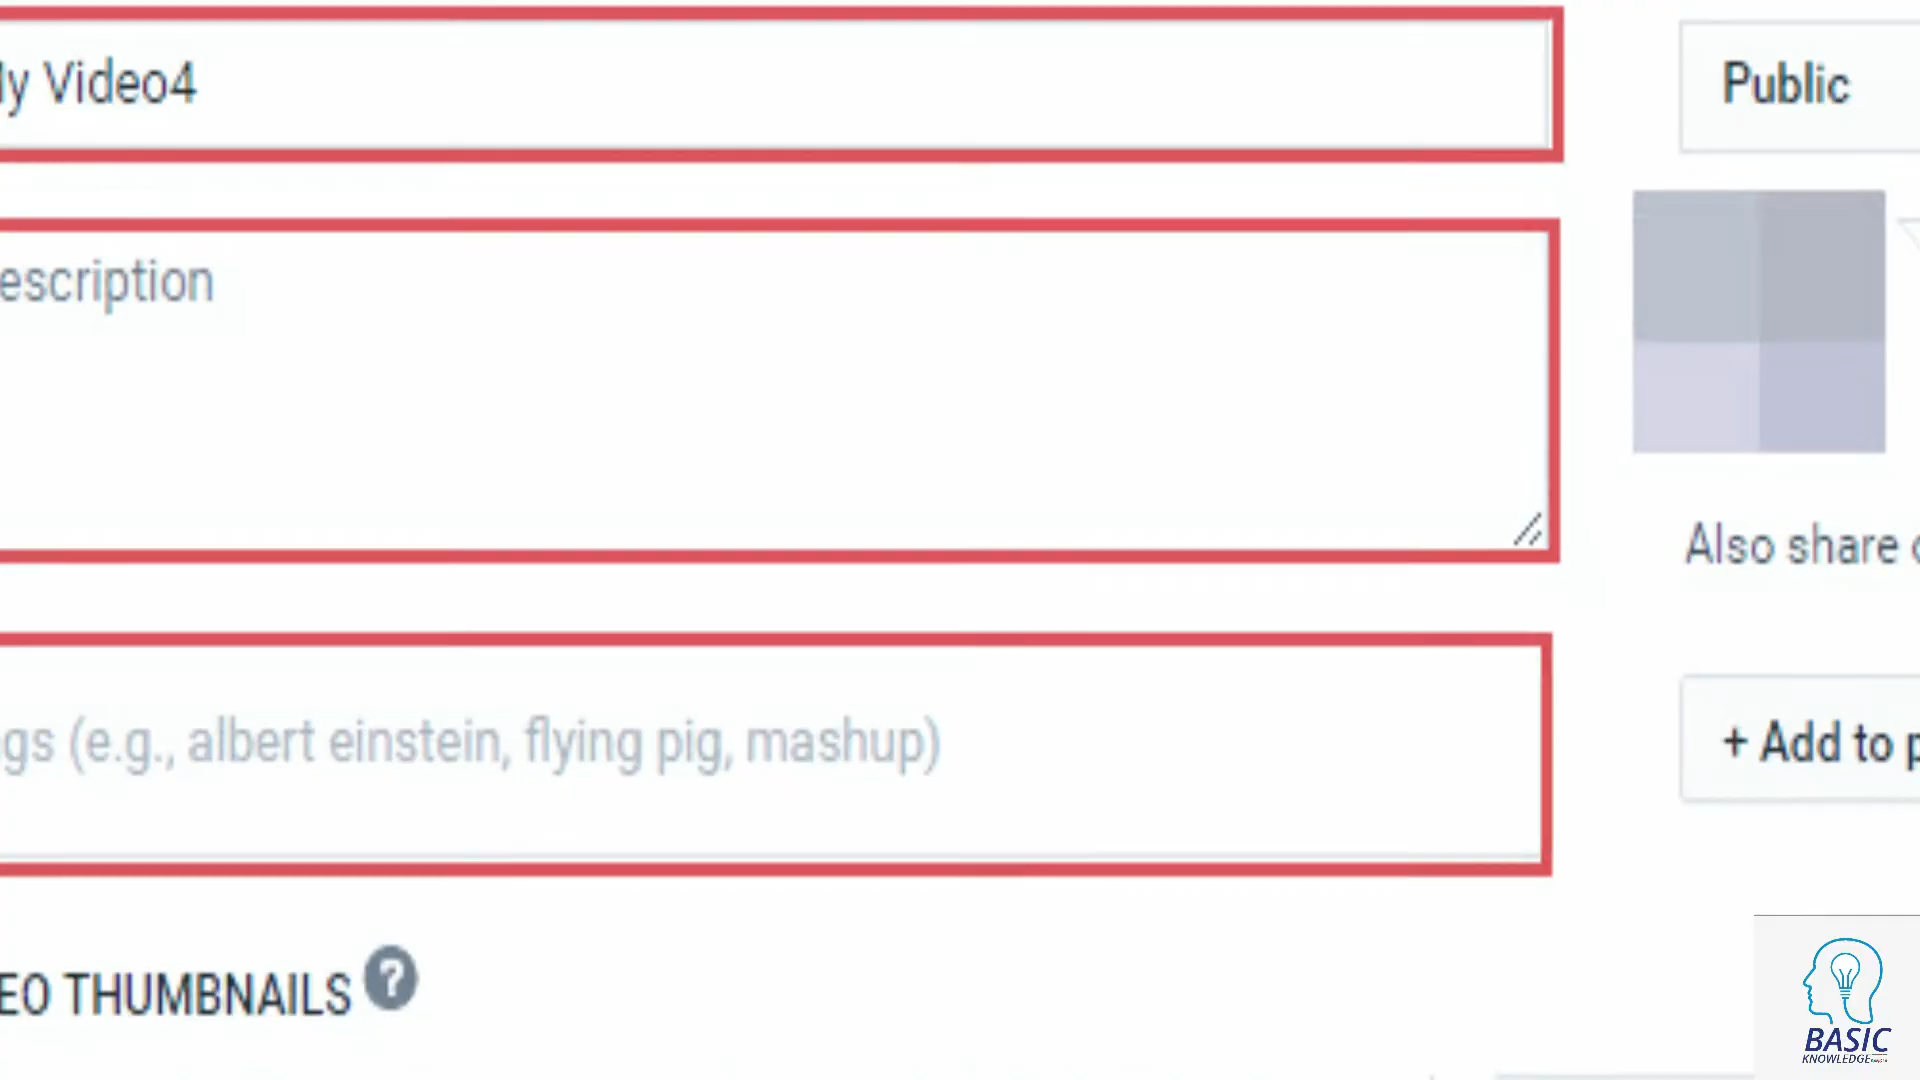 ly Video4
Public
escription
Also share
gs (e.g., albert einstein, flying pig, mashup)
+ Add to p
EO THUMBNAILS ?
BASIC
KNOWLEDGE